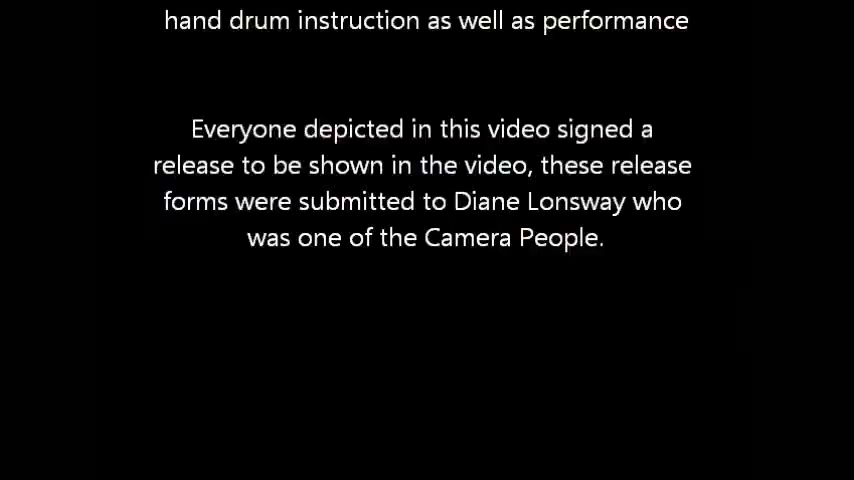 hand drum instruction as well as performance
Everyone depicted in this video signed a
release to be shown in the video, these release
forms were submitted to Diane Lonsway who
was one of the Camera People.